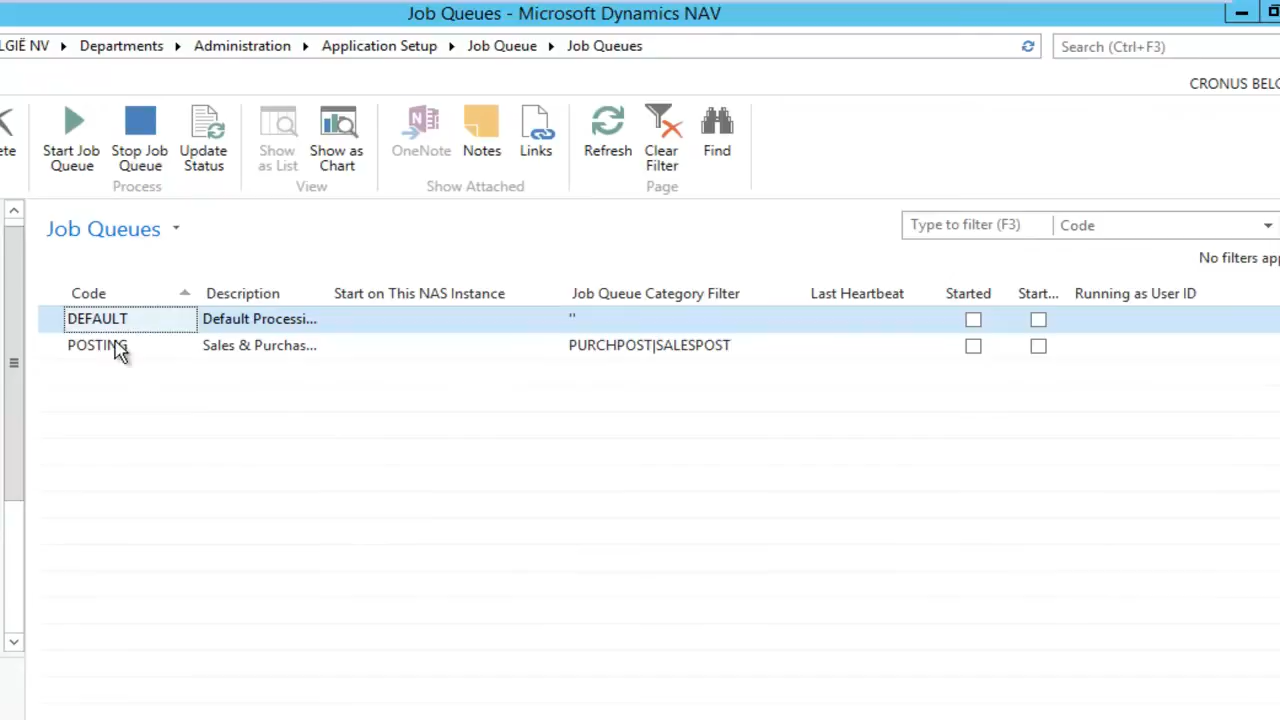 Job Queues - Microsoft Dynamics NAV
LGIË NV ▸ Departments ▸ Administration ▸ Application Setup ▸ Job Queue ▸ Job Queues
Search (Ctrl+F3)
CRONUS BELG
ete
Start Job Queue
Stop Job Queue
Update Status
Show as List
Show as Chart
OneNote
Notes
Links
Refresh
Clear Filter
Find
Process
View
Show Attached
Page
Job Queues
Type to filter (F3)
Code
No filters app
Code Description Start on This NAS Instance Job Queue Category Filter Last Heartbeat Started Start... Running as User ID
DEFAULT Default Processi... ''
POSTING Sales & Purchas... PURCHPOST|SALESPOST